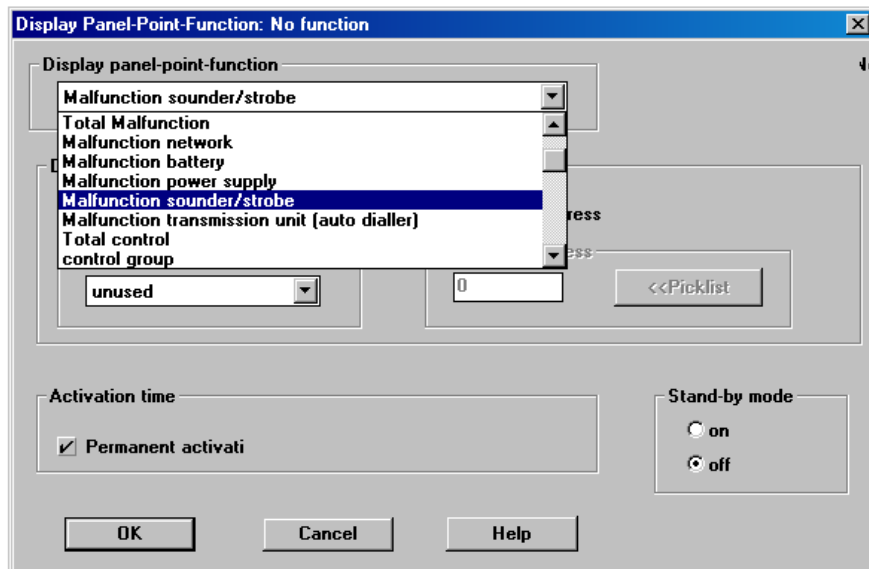 Display Panel-Point-Function: No function
Display panel-point-function
Malfunction sounder/strobe
Total Malfunction
Malfunction network
Malfunction battery
Malfunction power supply
Malfunction sounder/strobe
Malfunction transmission unit (auto dialler)
Total control
control group
ress
ess
unused
0
<<Picklist
Activation time
Permanent activati
Stand-by mode
on
off
OK
Cancel
Help